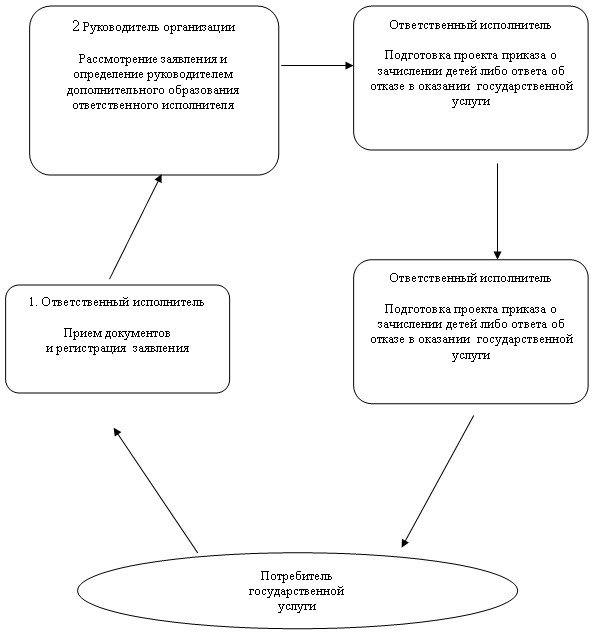 2 Руководитель организации
Рассмотрение заявления и
определение руководителем
дополнительного образования
ответственного исполнителя
Ответственный исполнитель
Подготовка проекта приказа о
зачислении детей либо ответа об
отказе в оказании государственной
услуги
1. Ответственный исполнитель
Прием документов
и регистрация заявления
Ответственный исполнитель
Подготовка проекта приказа о
зачислении детей либо ответа об
отказе в оказании государственной
услуги
Потребитель
государственной
услуги